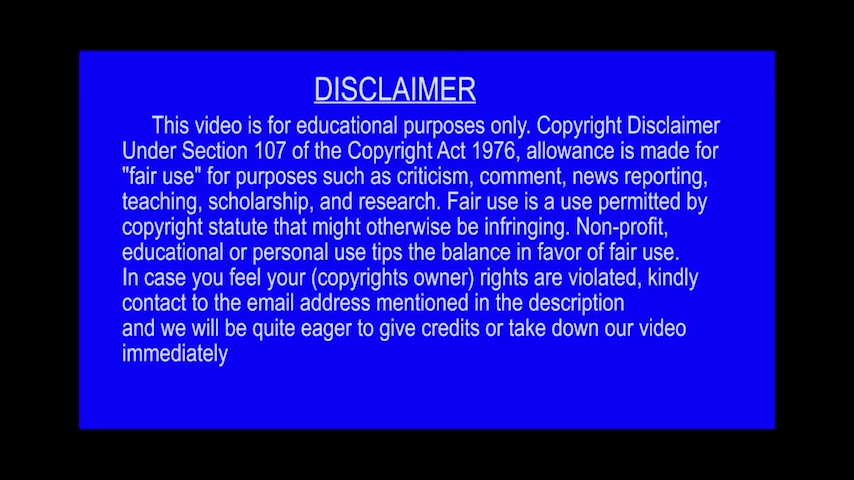 DISCLAIMER
This video is for educational purposes only. Copyright Disclaimer
Under Section 107 of the Copyright Act 1976, allowance is made for
"fair use" for purposes such as criticism, comment, news reporting,
teaching, scholarship, and research. Fair use is a use permitted by
copyright statute that might otherwise be infringing. Non-profit,
educational or personal use tips the balance in favor of fair use.
In case you feel your (copyrights owner) rights are violated, kindly
contact to the email address mentioned in the description
and we will be quite eager to give credits or take down our video
immediately